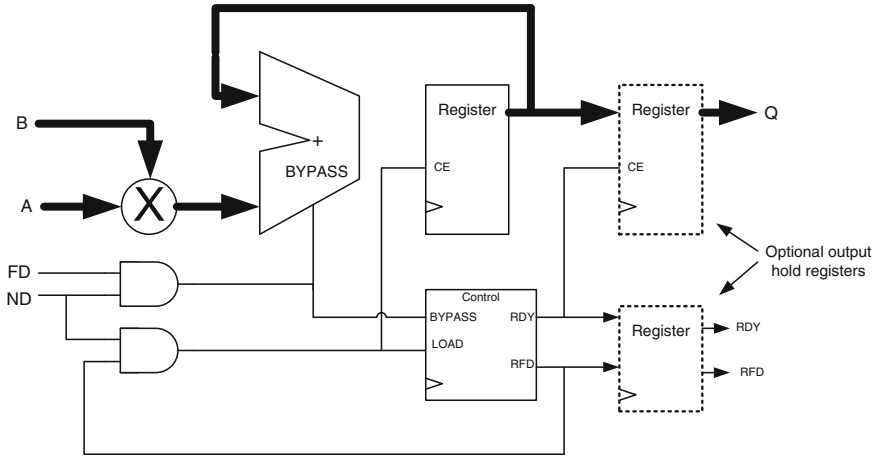 B
A
X
+
BYPASS
Register
CE
Register
CE
Q
FD
ND
Control
BYPASS
RDY
LOAD
RFD
Register
RDY
RFD
Optional output
hold registers